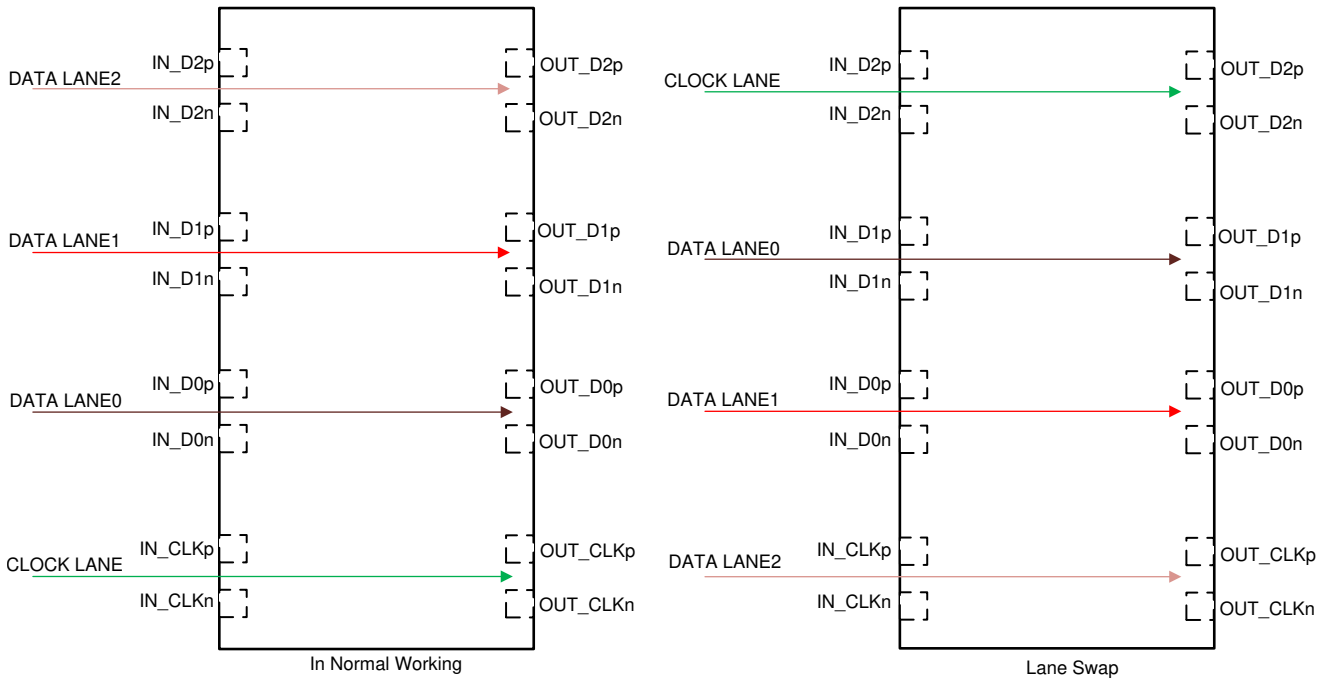 IN_D2p
OUT_D2p
DATA LANE2
IN_D2n
OUT_D2n
IN_D1p
OUT_D1p
DATA LANE1
IN_D1n
OUT_D1n
IN_D0p
OUT_D0p
DATA LANE0
IN_D0n
OUT_D0n
IN_CLKp
OUT_CLKp
CLOCK LANE
IN_CLKn
OUT_CLKn
In Normal Working
IN_D2p
OUT_D2p
CLOCK LANE
IN_D2n
OUT_D2n
IN_D1p
OUT_D1p
DATA LANE0
IN_D1n
OUT_D1n
IN_D0p
OUT_D0p
DATA LANE1
IN_D0n
OUT_D0n
IN_CLKp
OUT_CLKp
DATA LANE2
IN_CLKn
OUT_CLKn
Lane Swap